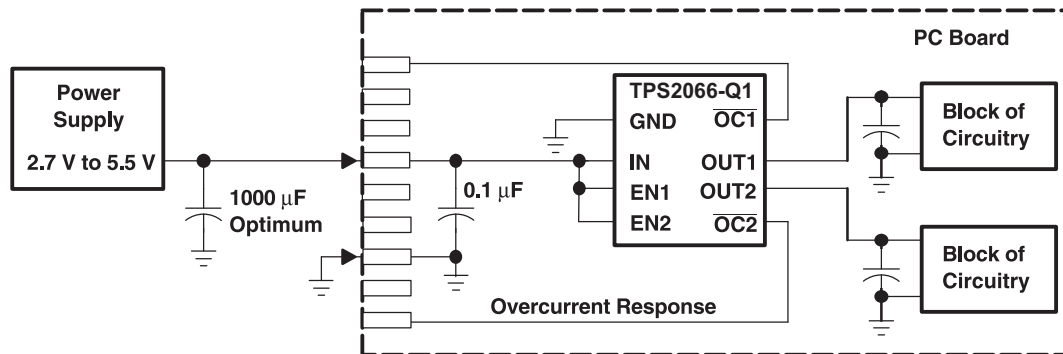 PC Board
Power
Supply
2.7 V to 5.5 V
1000 μF
Optimum
0.1 μF
TPS2066-Q1
GND
OC1
IN
OUT1
EN1
OUT2
EN2
OC2
Overcurrent Response
Block of
Circuitry
Block of
Circuitry